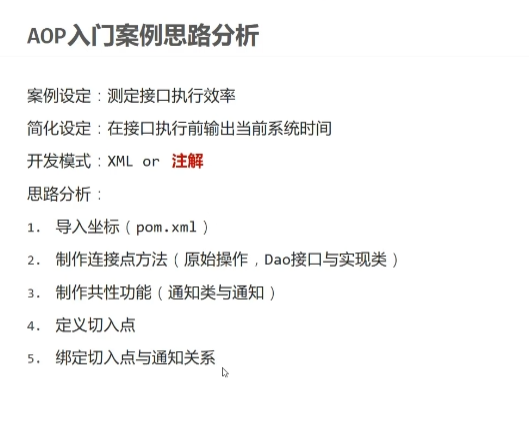 AOP入门案例思路分析
案例设定：测定接口执行效率
简化设定：在接口执行前输出当前系统时间
开发模式：XML or 注解
思路分析：
1. 导入坐标（pom.xml）
2. 制作连接点方法（原始操作，Dao接口与实现类）
3. 制作共性功能（通知类与通知）
4. 定义切入点
5. 绑定切入点与通知关系